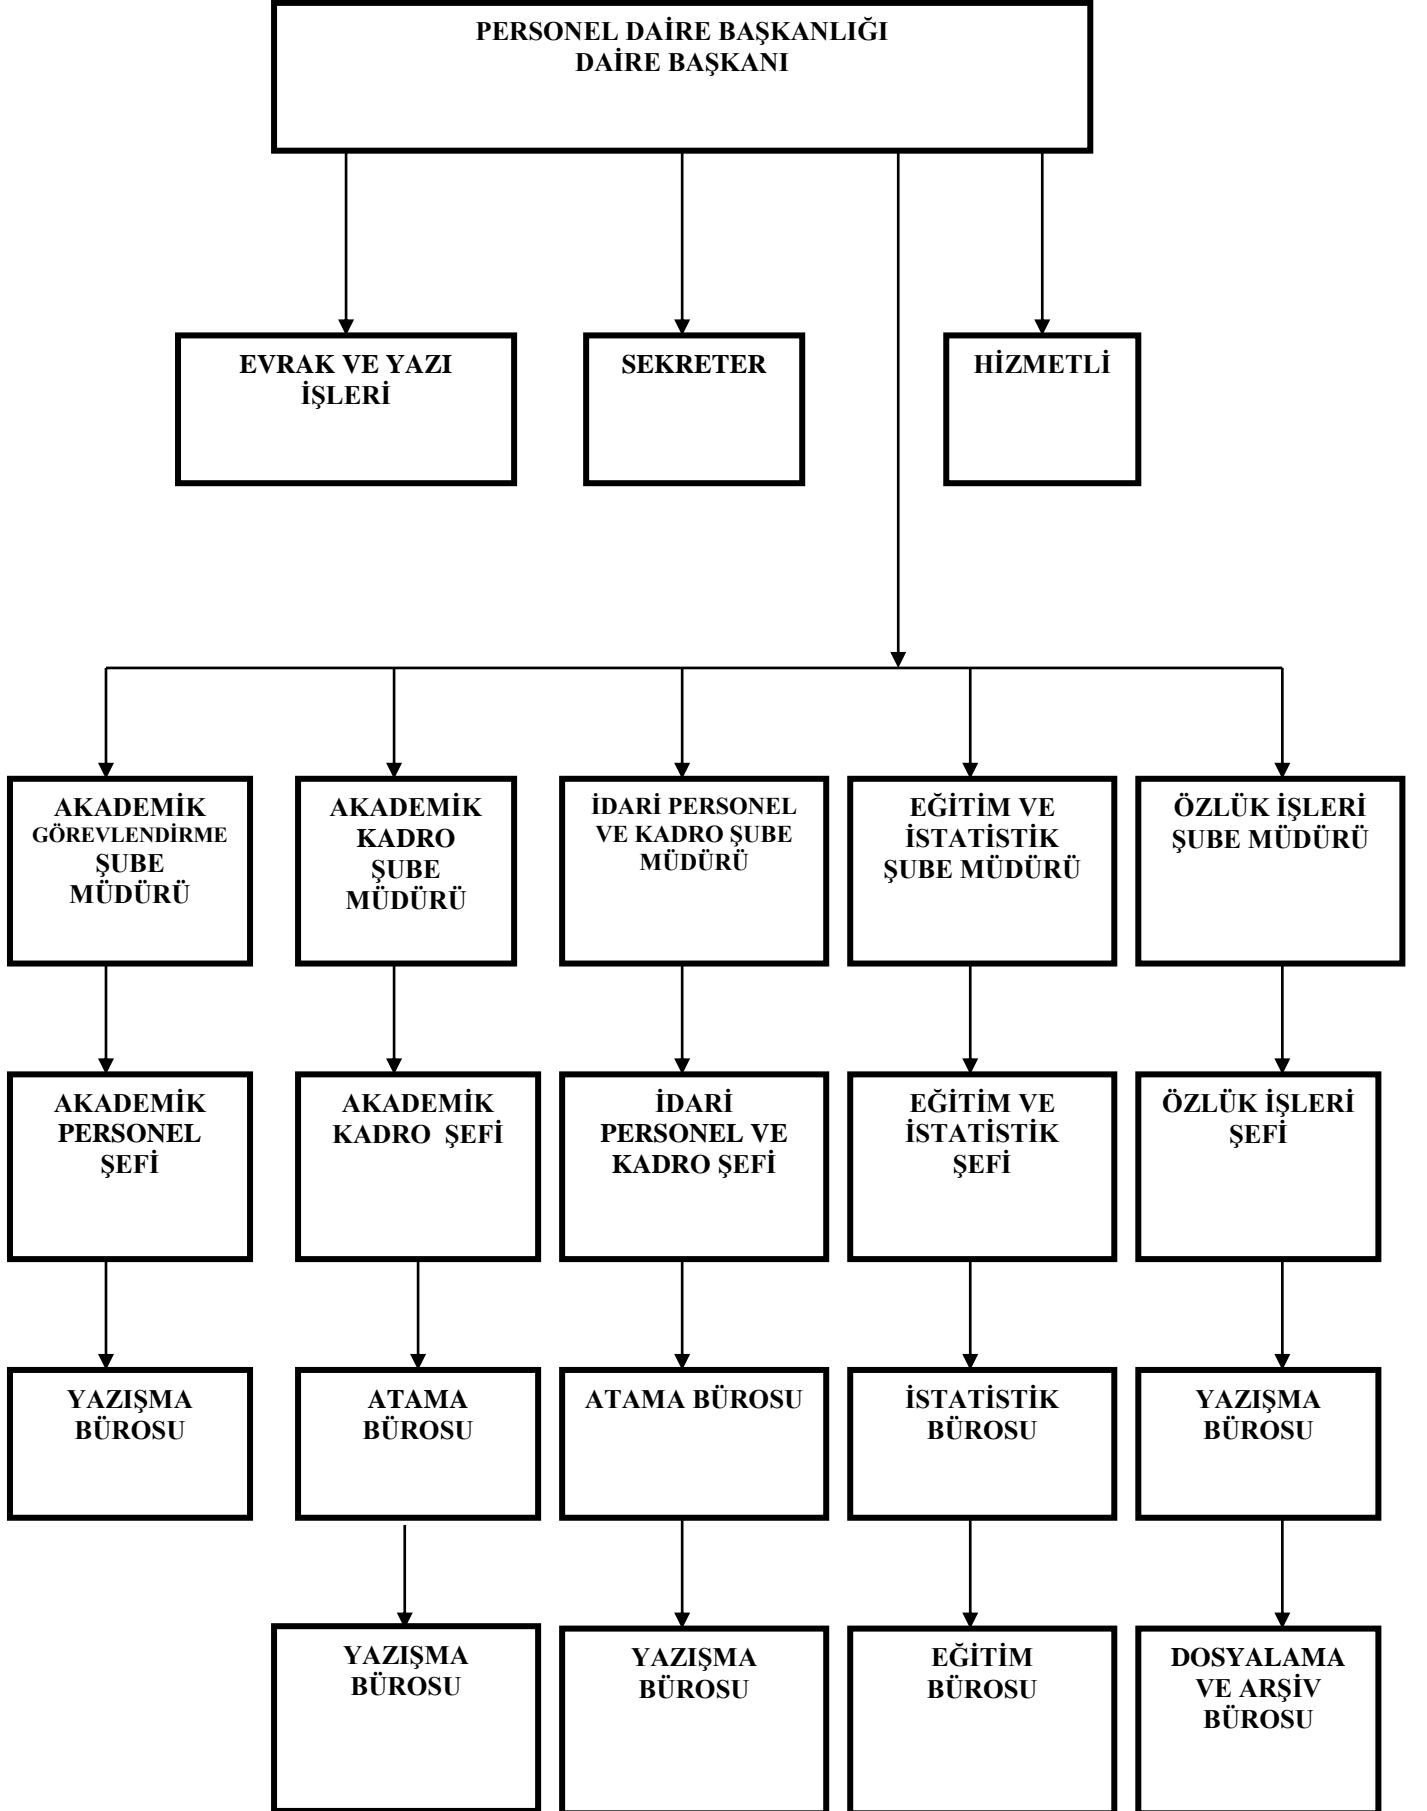 PERSONEL DAİRE BAŞKANLIĞI
DAİRE BAŞKANI
EVRAK VE YAZI
İŞLERİ
SEKRETER
HİZMETLİ
AKADEMİK
GÖREVLENDİRME
ŞUBE
MÜDÜRÜ
AKADEMİK
KADRO
ŞUBE
MÜDÜRÜ
İDARİ PERSONEL
VE KADRO ŞUBE
MÜDÜRÜ
EĞİTİM VE
İSTATİSTİK
ŞUBE MÜDÜRÜ
ÖZLÜK İŞLERİ
ŞUBE MÜDÜRÜ
AKADEMİK
PERSONEL
ŞEFİ
AKADEMİK
KADRO ŞEFİ
İDARİ
PERSONEL VE
KADRO ŞEFİ
EĞİTİM VE
İSTATİSTİK
ŞEFİ
ÖZLÜK İŞLERİ
ŞEFİ
YAZIŞMA
BÜROSU
ATAMA
BÜROSU
ATAMA BÜROSU
İSTATİSTİK
BÜROSU
YAZIŞMA
BÜROSU
YAZIŞMA
BÜROSU
YAZIŞMA
BÜROSU
EĞİTİM
BÜROSU
DOSYALAMA
VE ARŞİV
BÜROSU